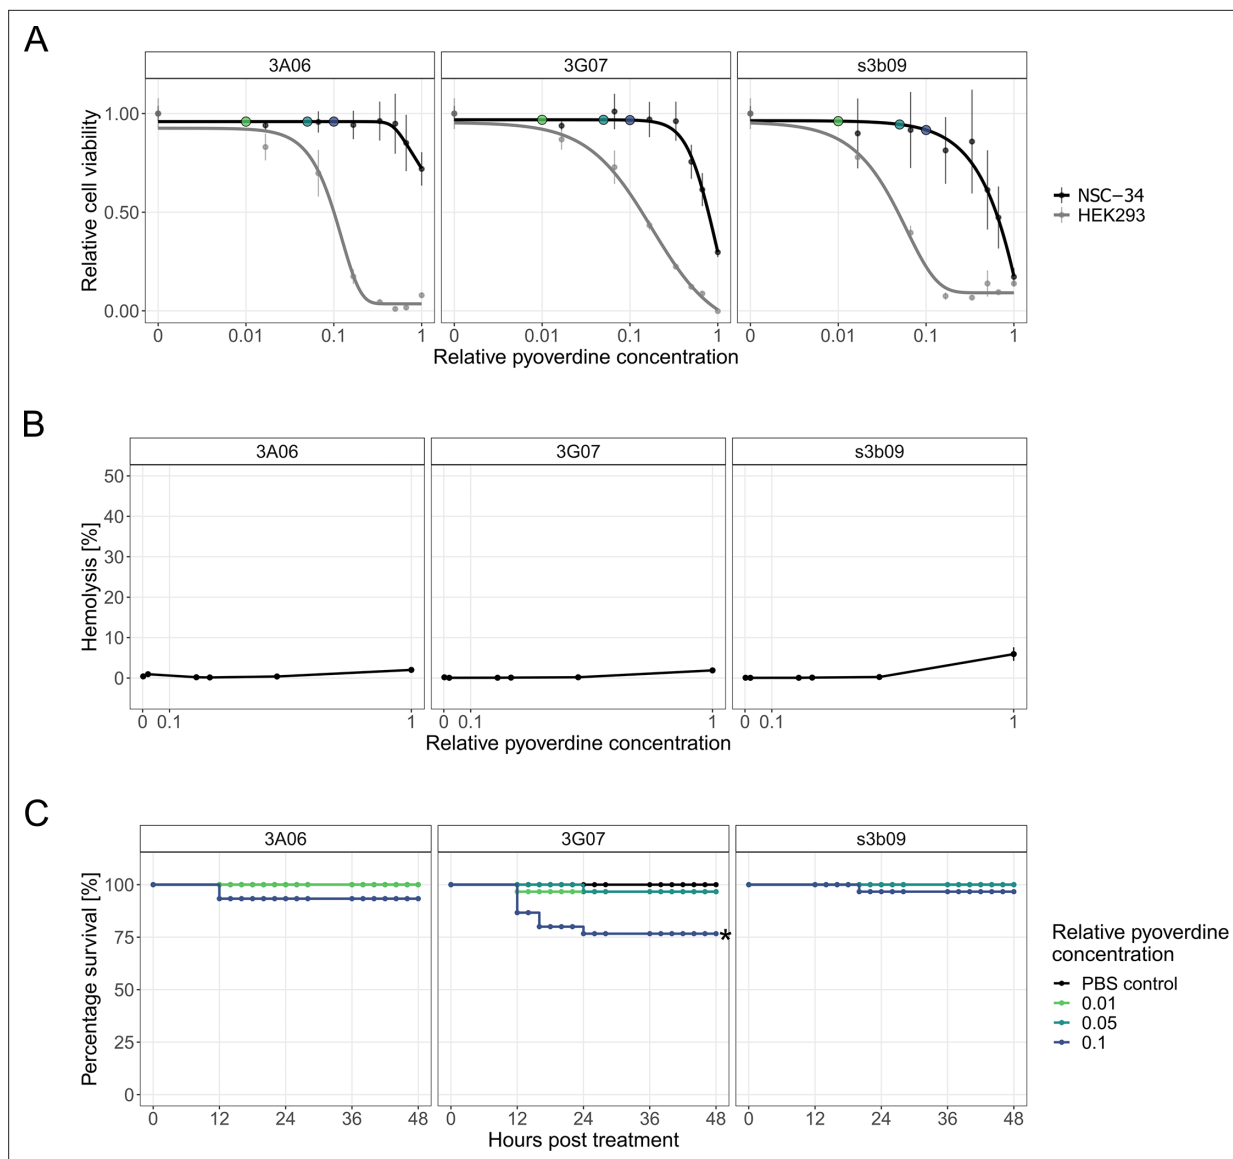 A
3A06 3G07 s3b09
Relative cell viability
1.00
0.50
0.00
0 0.01 0.1 1 0 0.01 0.1 1 0 0.01 0.1 1
Relative pyoverdine concentration
NSC−34
HEK293
B
3A06 3G07 s3b09
Hemolysis [%]
50
40
30
20
10
0
0 0.1 1 0 0.1 1 0 0.1 1
Relative pyoverdine concentration
C
3A06 3G07 s3b09
Percentage survival [%]
100
75
50
25
0
*
0 12 24 36 48 0 12 24 36 48 0 12 24 36 48
Hours post treatment
Relative pyoverdine
concentration
PBS control
0.01
0.05
0.1